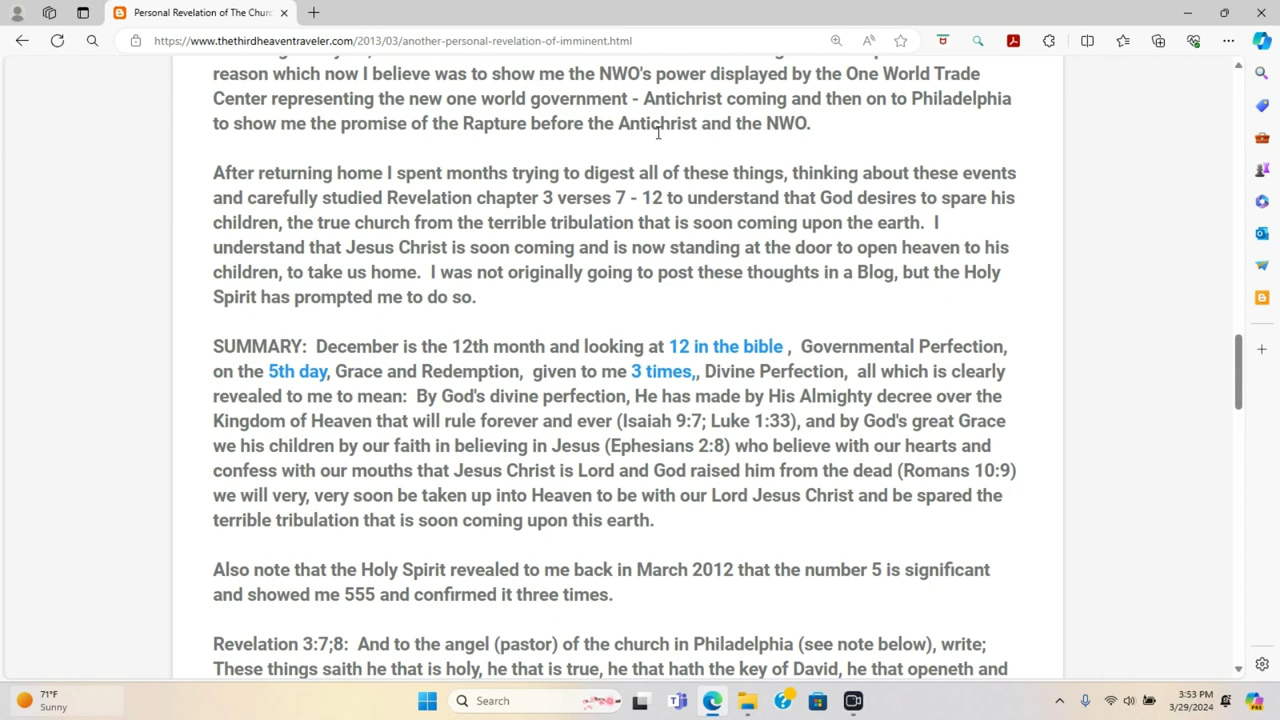 Personal Revelation of The Churc
https://www.thethirdheaventraveler.com/2013/03/another-personal-revelation-of-imminent.html
reason which now I believe was to show me the NWO's power displayed by the One World Trade
Center representing the new one world government - Antichrist coming and then on to Philadelphia
to show me the promise of the Rapture before the Antichrist and the NWO.
After returning home I spent months trying to digest all of these things, thinking about these events
and carefully studied Revelation chapter 3 verses 7 - 12 to understand that God desires to spare his
children, the true church from the terrible tribulation that is soon coming upon the earth. I
understand that Jesus Christ is soon coming and is now standing at the door to open heaven to his
children, to take us home. I was not originally going to post these thoughts in a Blog, but the Holy
Spirit has prompted me to do so.
SUMMARY: December is the 12th month and looking at 12 in the bible , Governmental Perfection,
on the 5th day, Grace and Redemption, given to me 3 times,, Divine Perfection, all which is clearly
revealed to me to mean: By God's divine perfection, He has made by His Almighty decree over the
Kingdom of Heaven that will rule forever and ever (Isaiah 9:7; Luke 1:33), and by God's great Grace
we his children by our faith in believing in Jesus (Ephesians 2:8) who believe with our hearts and
confess with our mouths that Jesus Christ is Lord and God raised him from the dead (Romans 10:9)
we will very, very soon be taken up into Heaven to be with our Lord Jesus Christ and be spared the
terrible tribulation that is soon coming upon this earth.
Also note that the Holy Spirit revealed to me back in March 2012 that the number 5 is significant
and showed me 555 and confirmed it three times.
Revelation 3:7;8: And to the angel (pastor) of the church in Philadelphia (see note below), write;
These things saith he that is holy, he that is true, he that hath the key of David, he that openeth and
71°F
Sunny
Search
3:53 PM
3/29/2024